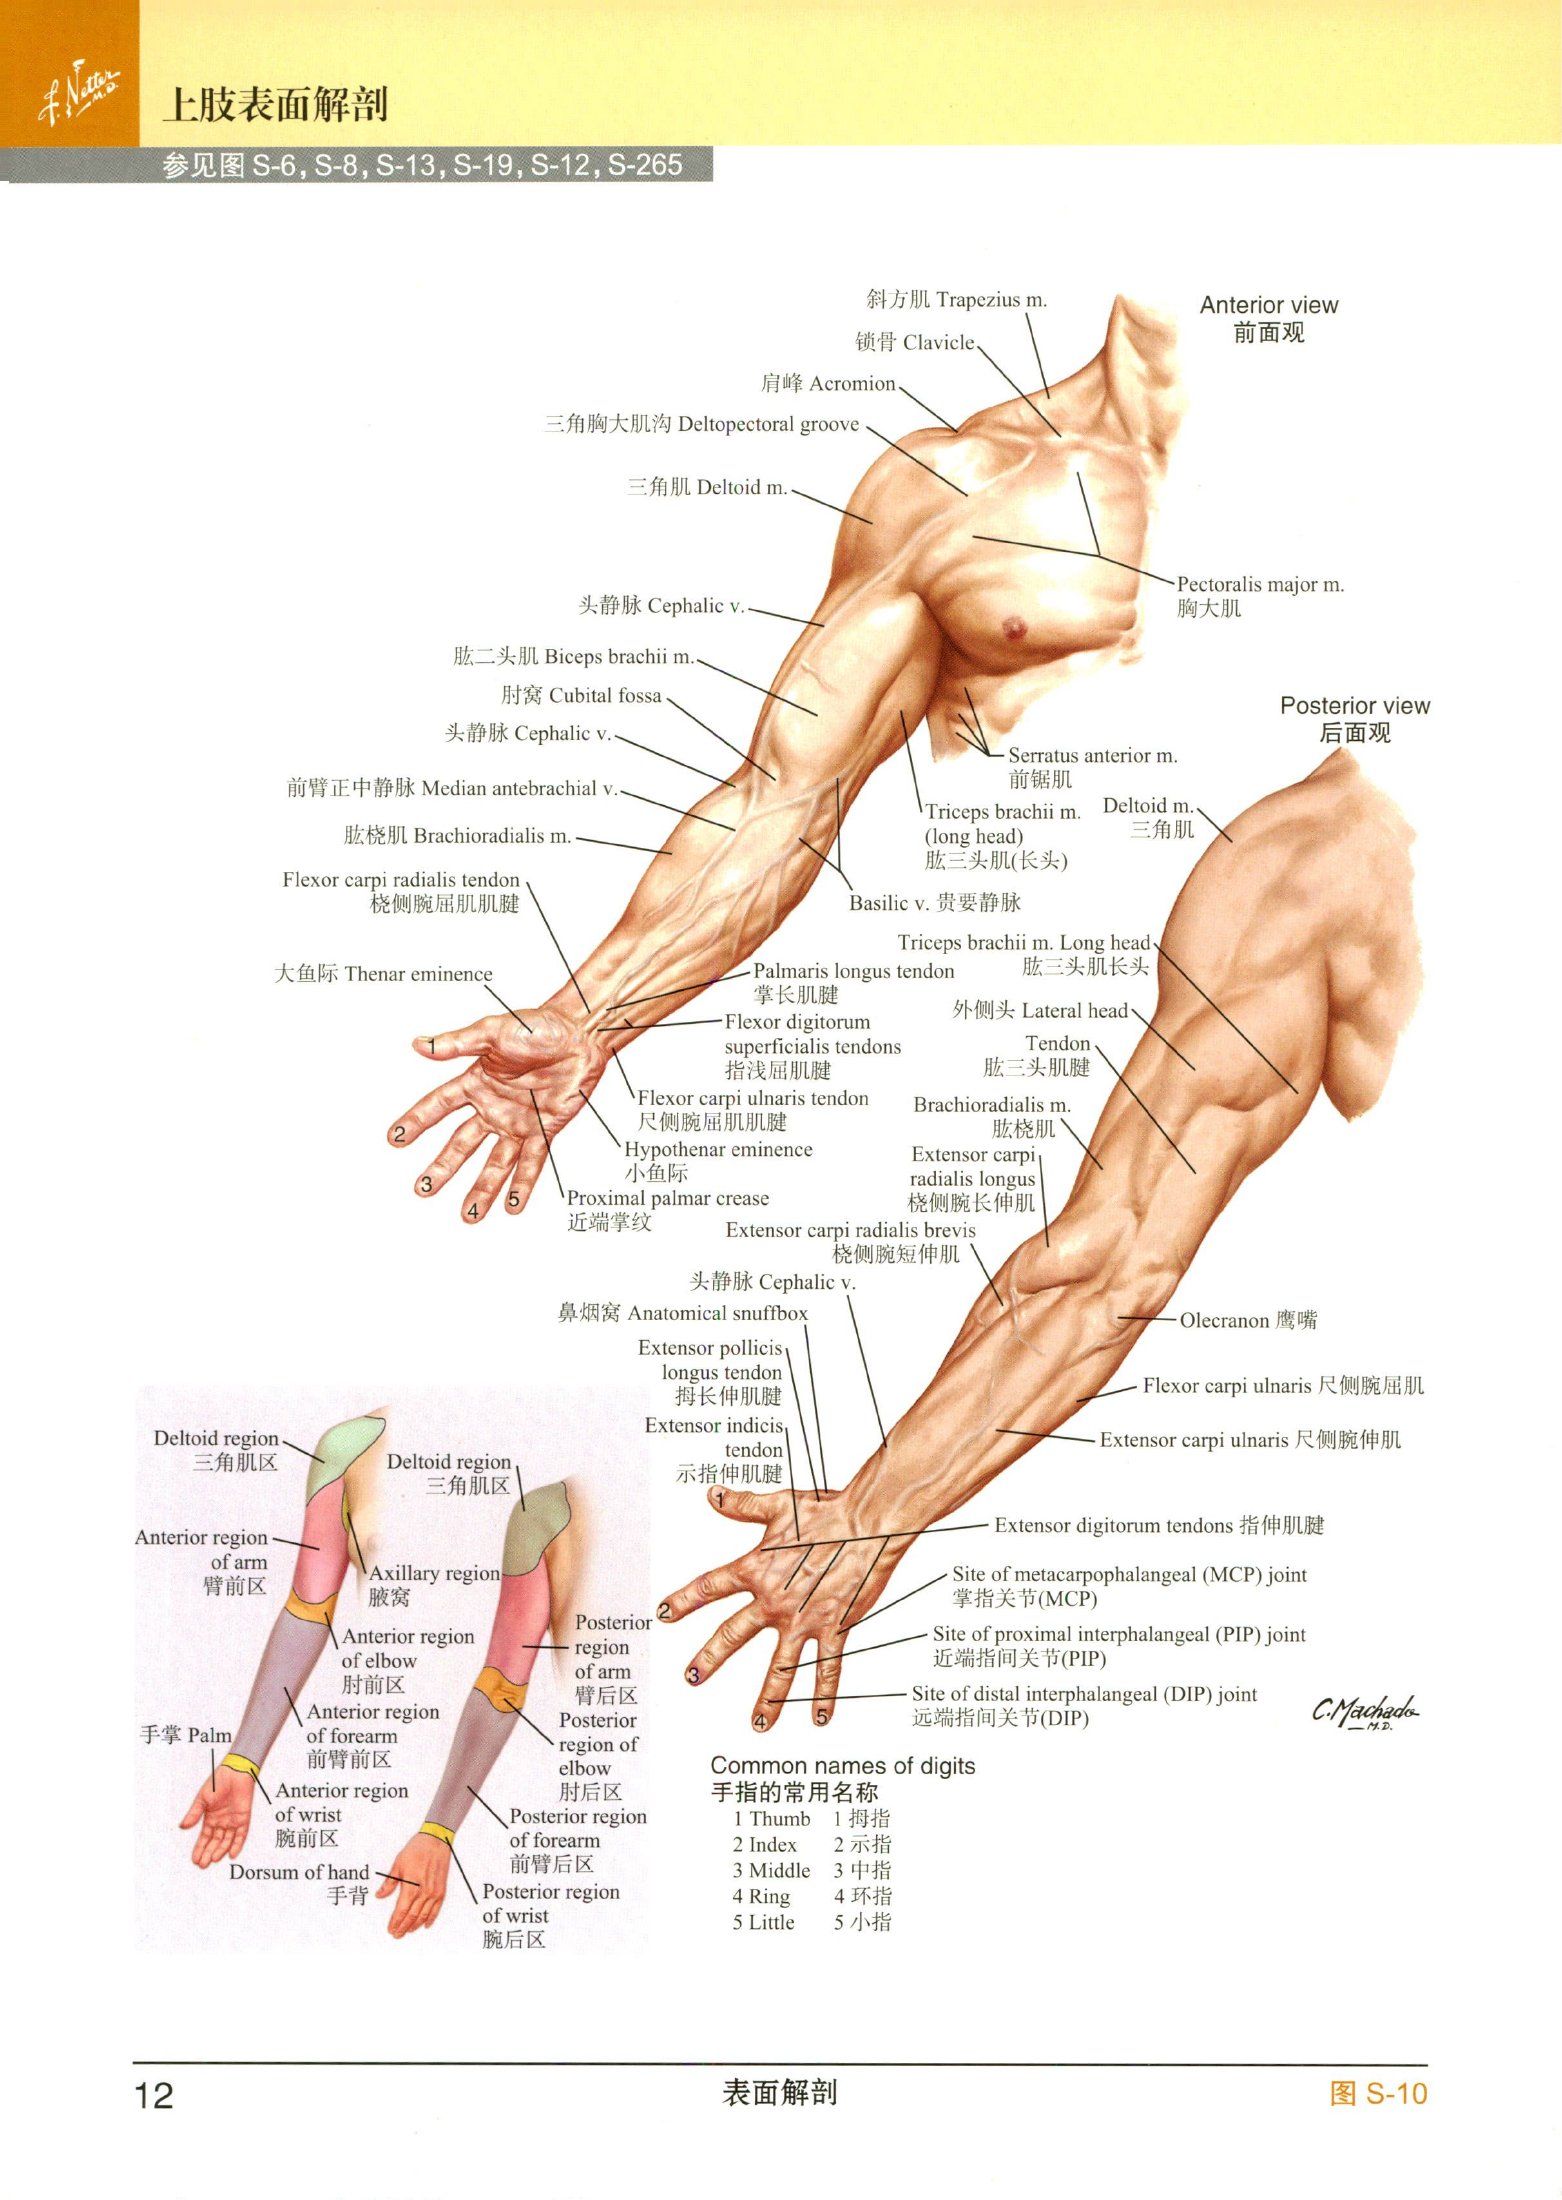 F. Netter M.D.
上肢表面解剖
参见图 S-6, S-8, S-13, S-19, S-12, S-265
Anterior view
前面观
斜方肌 Trapezius m.
锁骨 Clavicle
肩峰 Acromion
三角胸大肌沟 Deltopectoral groove
三角肌 Deltoid m.
Pectoralis major m.
胸大肌
头静脉 Cephalic v.
肱二头肌 Biceps brachii m.
肘窝 Cubital fossa
头静脉 Cephalic v.
前臂正中静脉 Median antebrachial v.
肱桡肌 Brachioradialis m.
Flexor carpi radialis tendon
桡侧腕屈肌肌腱
大鱼际 Thenar eminence
Serratus anterior m.
前锯肌
Triceps brachii m.
(long head)
肱三头肌(长头)
Basilic v. 贵要静脉
Palmaris longus tendon
掌长肌腱
Flexor digitorum
superficialis tendons
指浅屈肌腱
Flexor carpi ulnaris tendon
尺侧腕屈肌肌腱
Hypothenar eminence
小鱼际
Proximal palmar crease
近端掌纹
1
2
3
4
5
Posterior view
后面观
Deltoid m.
三角肌
Triceps brachii m. Long head
肱三头肌长头
外侧头 Lateral head
Tendon
肱三头肌腱
Brachioradialis m.
肱桡肌
Extensor carpi
radialis longus
桡侧腕长伸肌
Extensor carpi radialis brevis
桡侧腕短伸肌
头静脉 Cephalic v.
鼻烟窝 Anatomical snuffbox
Extensor pollicis
longus tendon
拇长伸肌腱
Extensor indicis
tendon
示指伸肌腱
Olecranon 鹰嘴
Flexor carpi ulnaris 尺侧腕屈肌
Extensor carpi ulnaris 尺侧腕伸肌
Extensor digitorum tendons 指伸肌腱
Site of metacarpophalangeal (MCP) joint
掌指关节(MCP)
Site of proximal interphalangeal (PIP) joint
近端指间关节(PIP)
Site of distal interphalangeal (DIP) joint
远端指间关节(DIP)
1
2
3
4
5
C. Machado
M.D.
Deltoid region
三角肌区
Anterior region
of arm
臂前区
Axillary region
腋窝
Anterior region
of elbow
肘前区
Anterior region
of forearm
前臂前区
手掌 Palm
Anterior region
of wrist
腕前区
Deltoid region
三角肌区
Posterior
region
of arm
臂后区
Posterior
region of
elbow
肘后区
Posterior region
of forearm
前臂后区
Dorsum of hand
手背
Posterior region
of wrist
腕后区
Common names of digits
手指的常用名称
1 Thumb 1 拇指
2 Index 2 示指
3 Middle 3 中指
4 Ring 4 环指
5 Little 5 小指
12
表面解剖
图 S-10